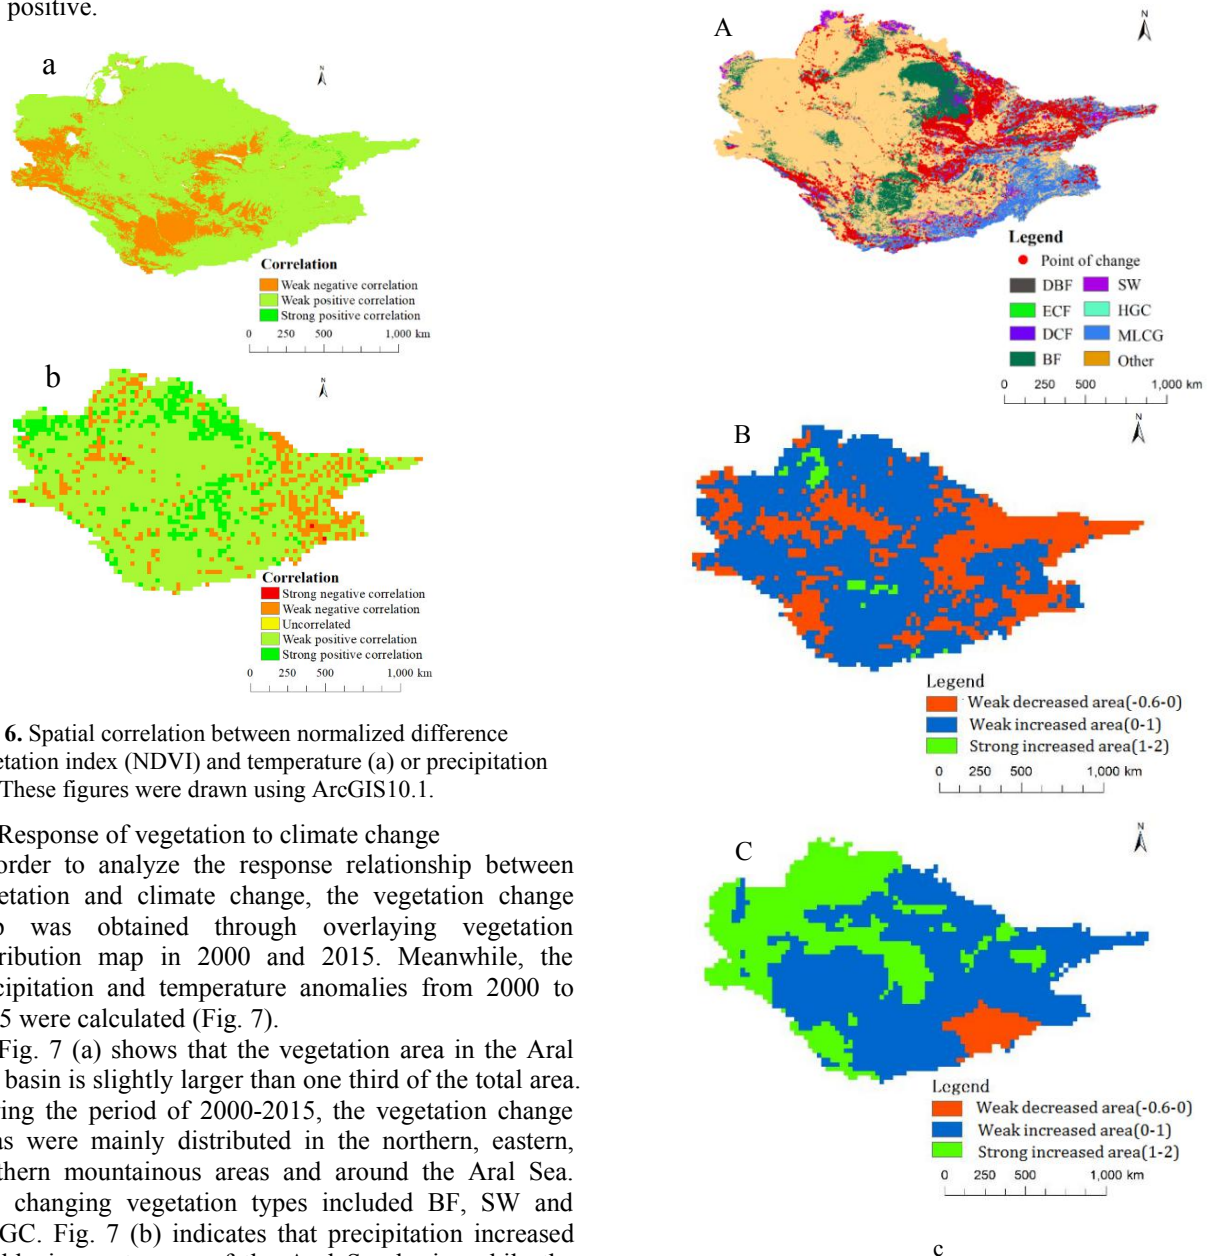 positive.
a
N
Correlation
Weak negative correlation
Weak positive correlation
Strong positive correlation
0 250 500 1,000 km
b
N
Correlation
Strong negative correlation
Weak negative correlation
Uncorrelated
Weak positive correlation
Strong positive correlation
0 250 500 1,000 km
6. Spatial correlation between normalized difference
etation index (NDVI) and temperature (a) or precipitation
These figures were drawn using ArcGIS10.1.
Response of vegetation to climate change
order to analyze the response relationship between
etation and climate change, the vegetation change
was obtained through overlaying vegetation
ribution map in 2000 and 2015. Meanwhile, the
cipitation and temperature anomalies from 2000 to
5 were calculated (Fig. 7).
Fig. 7 (a) shows that the vegetation area in the Aral
basin is slightly larger than one third of the total area.
ing the period of 2000-2015, the vegetation change
as were mainly distributed in the northern, eastern,
thern mountainous areas and around the Aral Sea.
changing vegetation types included BF, SW and
GC. Fig. 7 (b) indicates that precipitation increased
A
N
Legend
Point of change
DBF SW
ECF HGC
DCF MLCG
BF Other
0 250 500 1,000 km
B
N
Legend
Weak decreased area(-0.6-0)
Weak increased area(0-1)
Strong increased area(1-2)
0 250 500 1,000 km
C
N
Legend
Weak decreased area(-0.6-0)
Weak increased area(0-1)
Strong increased area(1-2)
0 250 500 1,000 km
c